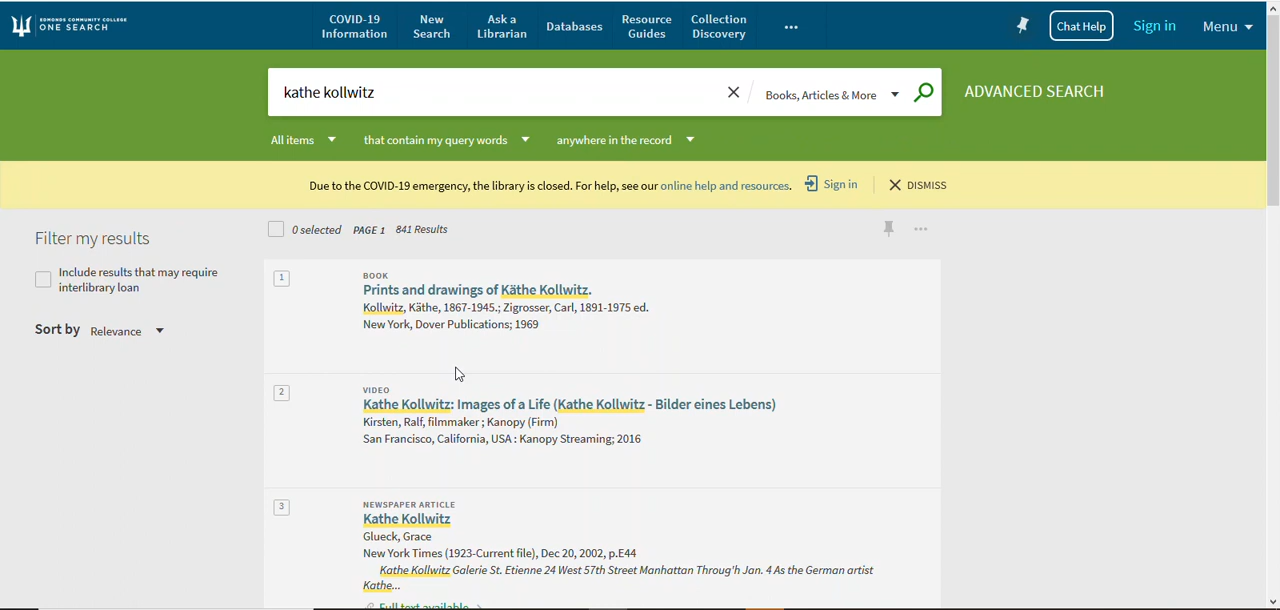 EDMONDS COMMUNITY COLLEGE
ONE SEARCH
COVID-19
Information
New
Search
Ask a
Librarian
Databases
Resource
Guides
Collection
Discovery
...
Chat Help
Sign in
Menu
kathe kollwitz
Books, Articles & More
ADVANCED SEARCH
All items
that contain my query words
anywhere in the record
Due to the COVID-19 emergency, the library is closed. For help, see our online help and resources.
Sign in
DISMISS
Filter my results
Include results that may require
interlibrary loan
Sort by Relevance
0 selected PAGE 1 841 Results
...
1
BOOK
Prints and drawings of Käthe Kollwitz.
Kollwitz, Käthe, 1867-1945.; Zigrosser, Carl, 1891-1975 ed.
New York, Dover Publications; 1969
2
VIDEO
Kathe Kollwitz: Images of a Life (Kathe Kollwitz - Bilder eines Lebens)
Kirsten, Ralf, filmmaker ; Kanopy (Firm)
San Francisco, California, USA : Kanopy Streaming; 2016
3
NEWSPAPER ARTICLE
Kathe Kollwitz
Glueck, Grace
New York Times (1923-Current file), Dec 20, 2002, p.E44
Kathe Kollwitz Galerie St. Etienne 24 West 57th Street Manhattan Throug'h Jan. 4 As the German artist
Kathe...
Full text available